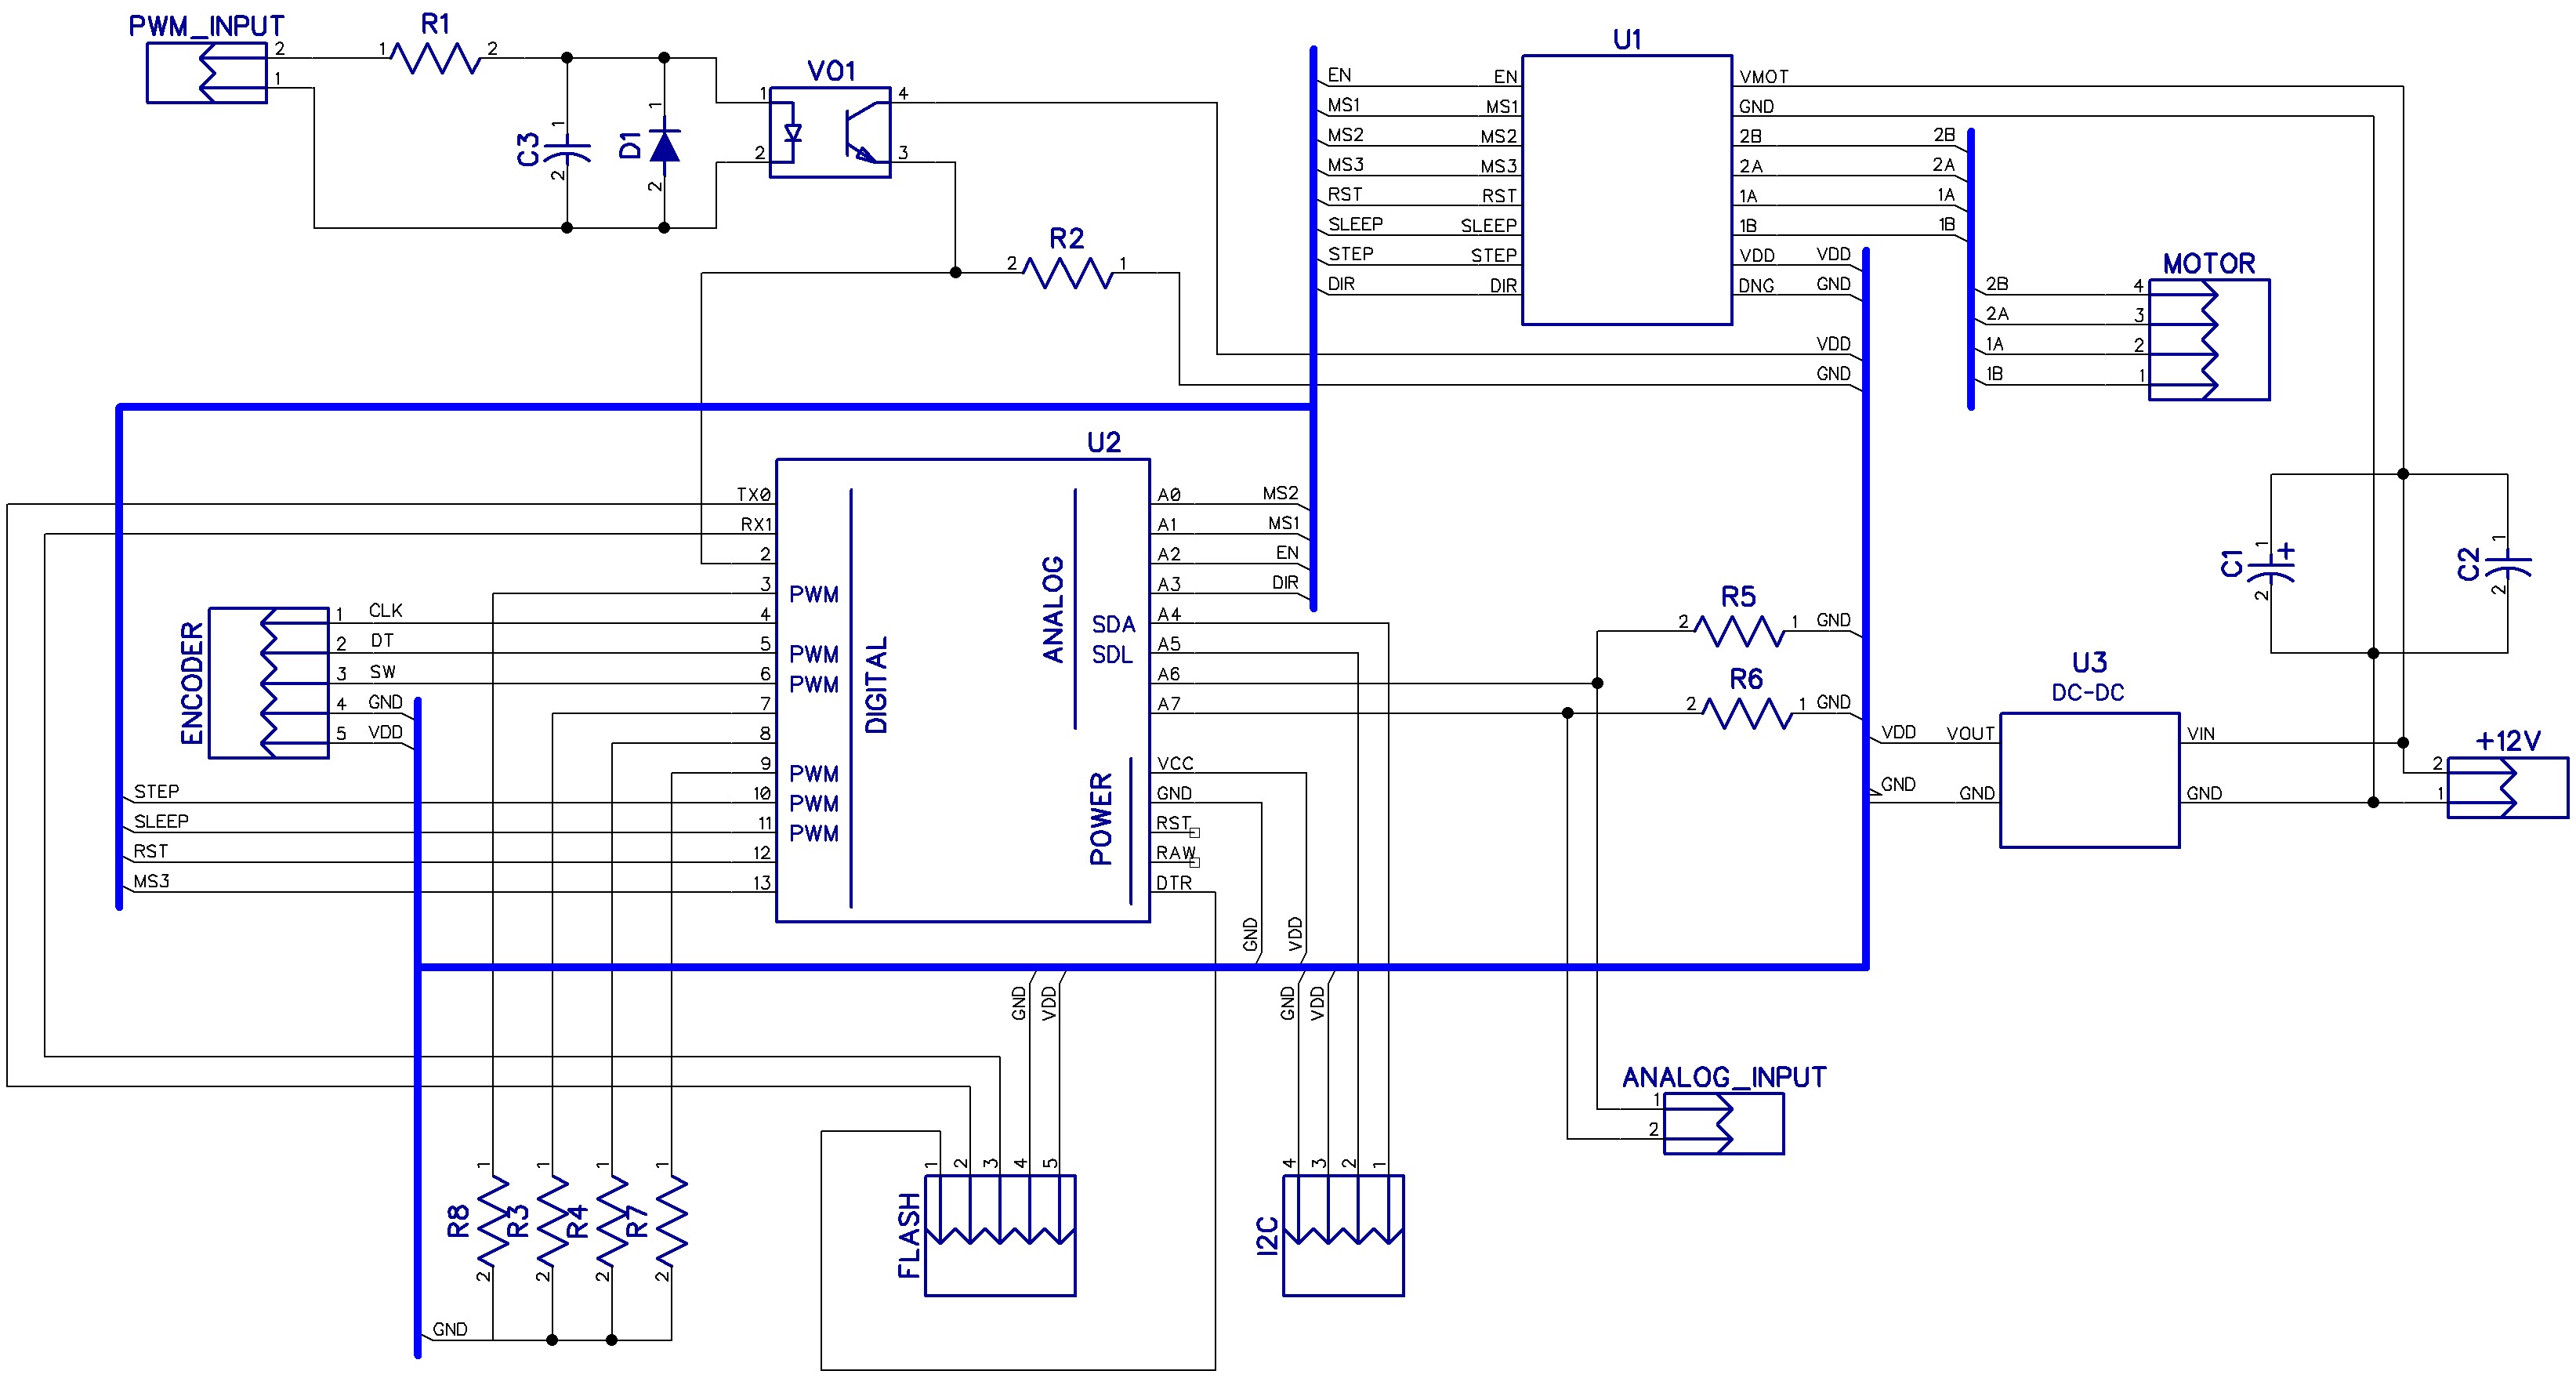 PWM_INPUT
2
1
1
R1
2
C3
1
2
D1
1
2
VO1
1
2
4
3
2
R2
1
U1
EN
MS1
MS2
MS3
RST
SLEEP
STEP
DIR
EN
MS1
MS2
MS3
RST
SLEEP
STEP
DIR
VMOT
GND
2B
2A
1A
1B
VDD
DNG
2B
2A
1A
1B
VDD
GND
VDD
GND
MOTOR
2B
2A
1A
1B
4
3
2
1
U2
TX0
RX1
2
3
4
5
6
7
8
9
10
11
12
13
PWM
PWM
PWM
PWM
PWM
PWM
DIGITAL
ANALOG
SDA
SDL
POWER
A0
A1
A2
A3
A4
A5
A6
A7
VCC
GND
RST
RAW
DTR
MS2
MS1
EN
DIR
ENCODER
1
2
3
4
5
CLK
DT
SW
GND
VDD
STEP
SLEEP
RST
MS3
2
R5
1
GND
2
R6
1
GND
C1
1
+
2
C2
1
2
U3
DC-DC
VDD
GND
VOUT
GND
VIN
GND
+12V
2
1
GND
VDD
GND
VDD
GND
VDD
ANALOG_INPUT
1
2
R8
1
2
R3
1
2
R4
1
2
R7
1
2
GND
FLASH
1
2
3
4
5
I2C
4
3
2
1